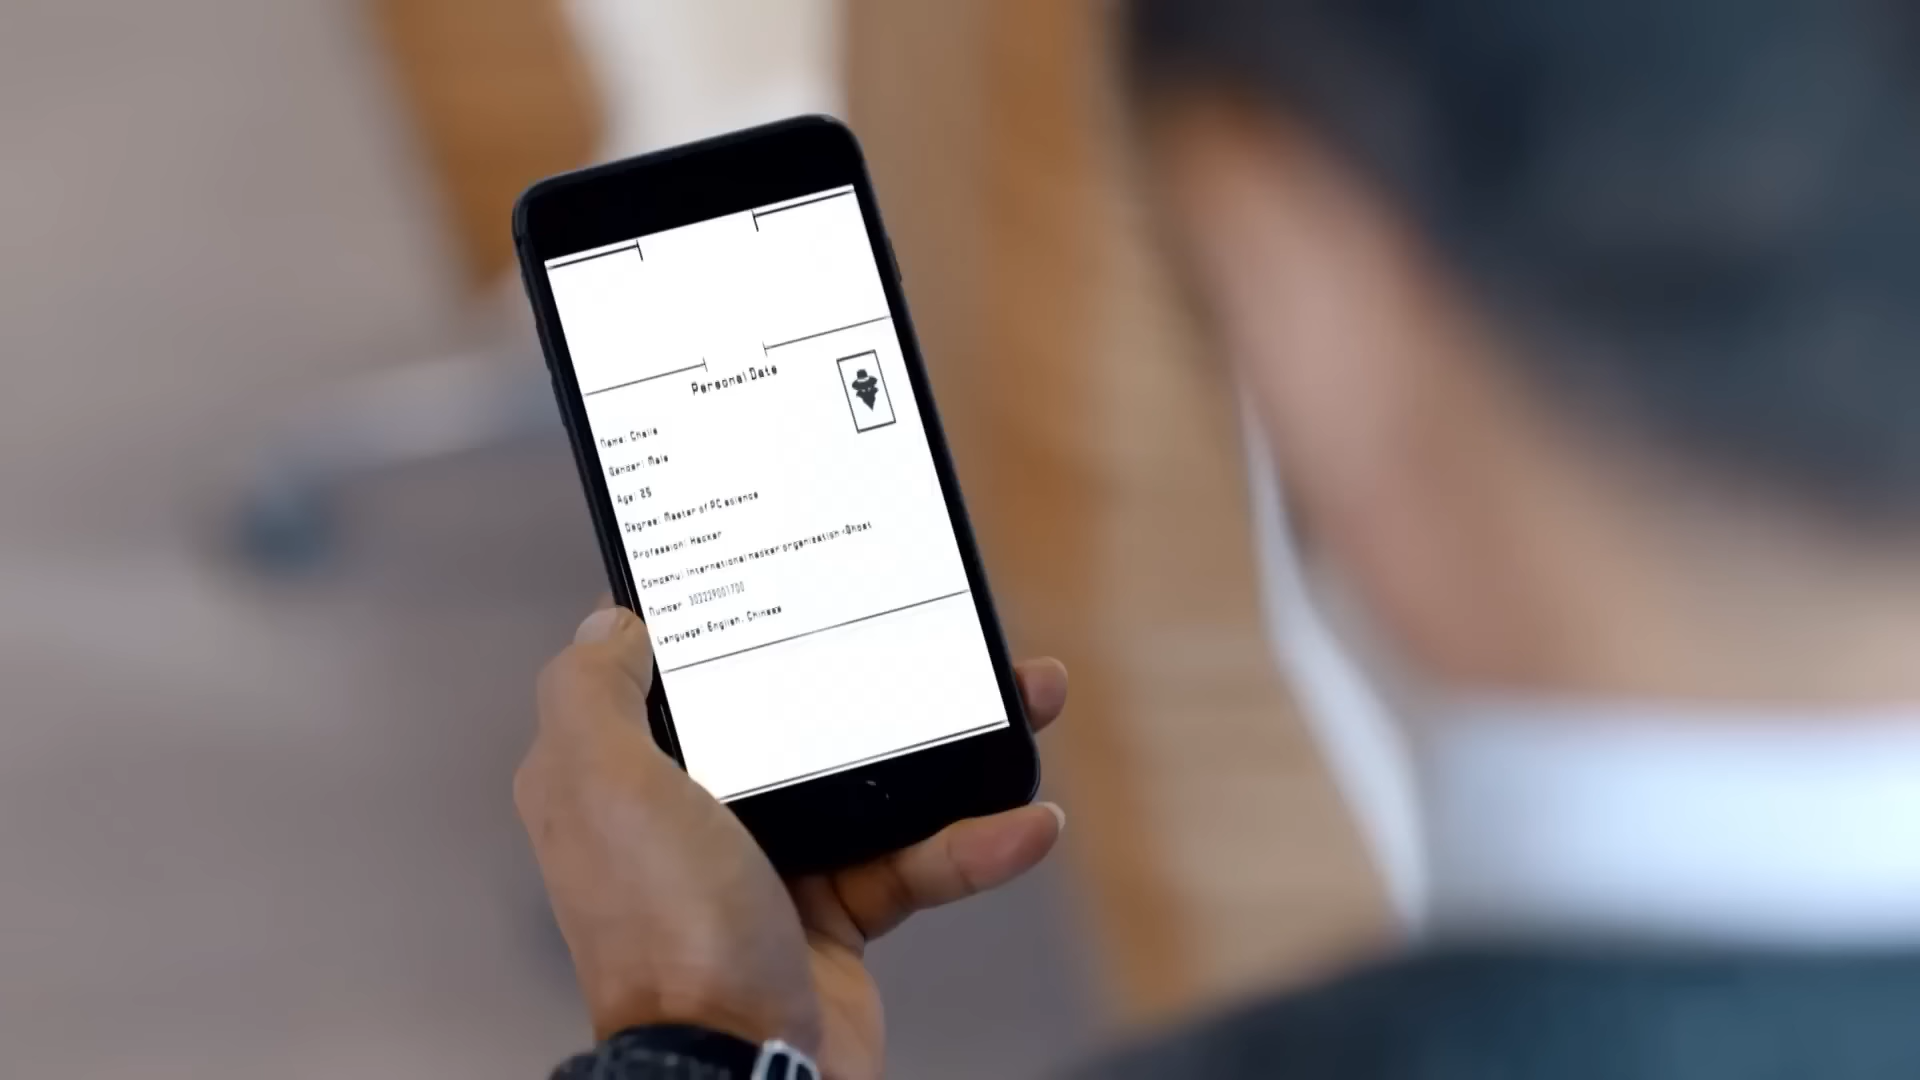 Personal Date
Name: Chalie
Gender: Male
Age: 25
Degree: Master of PC science
Profession: Hacker
Company: International hacker organization -Ghost
Number 302229001700
Language: English, Chinese